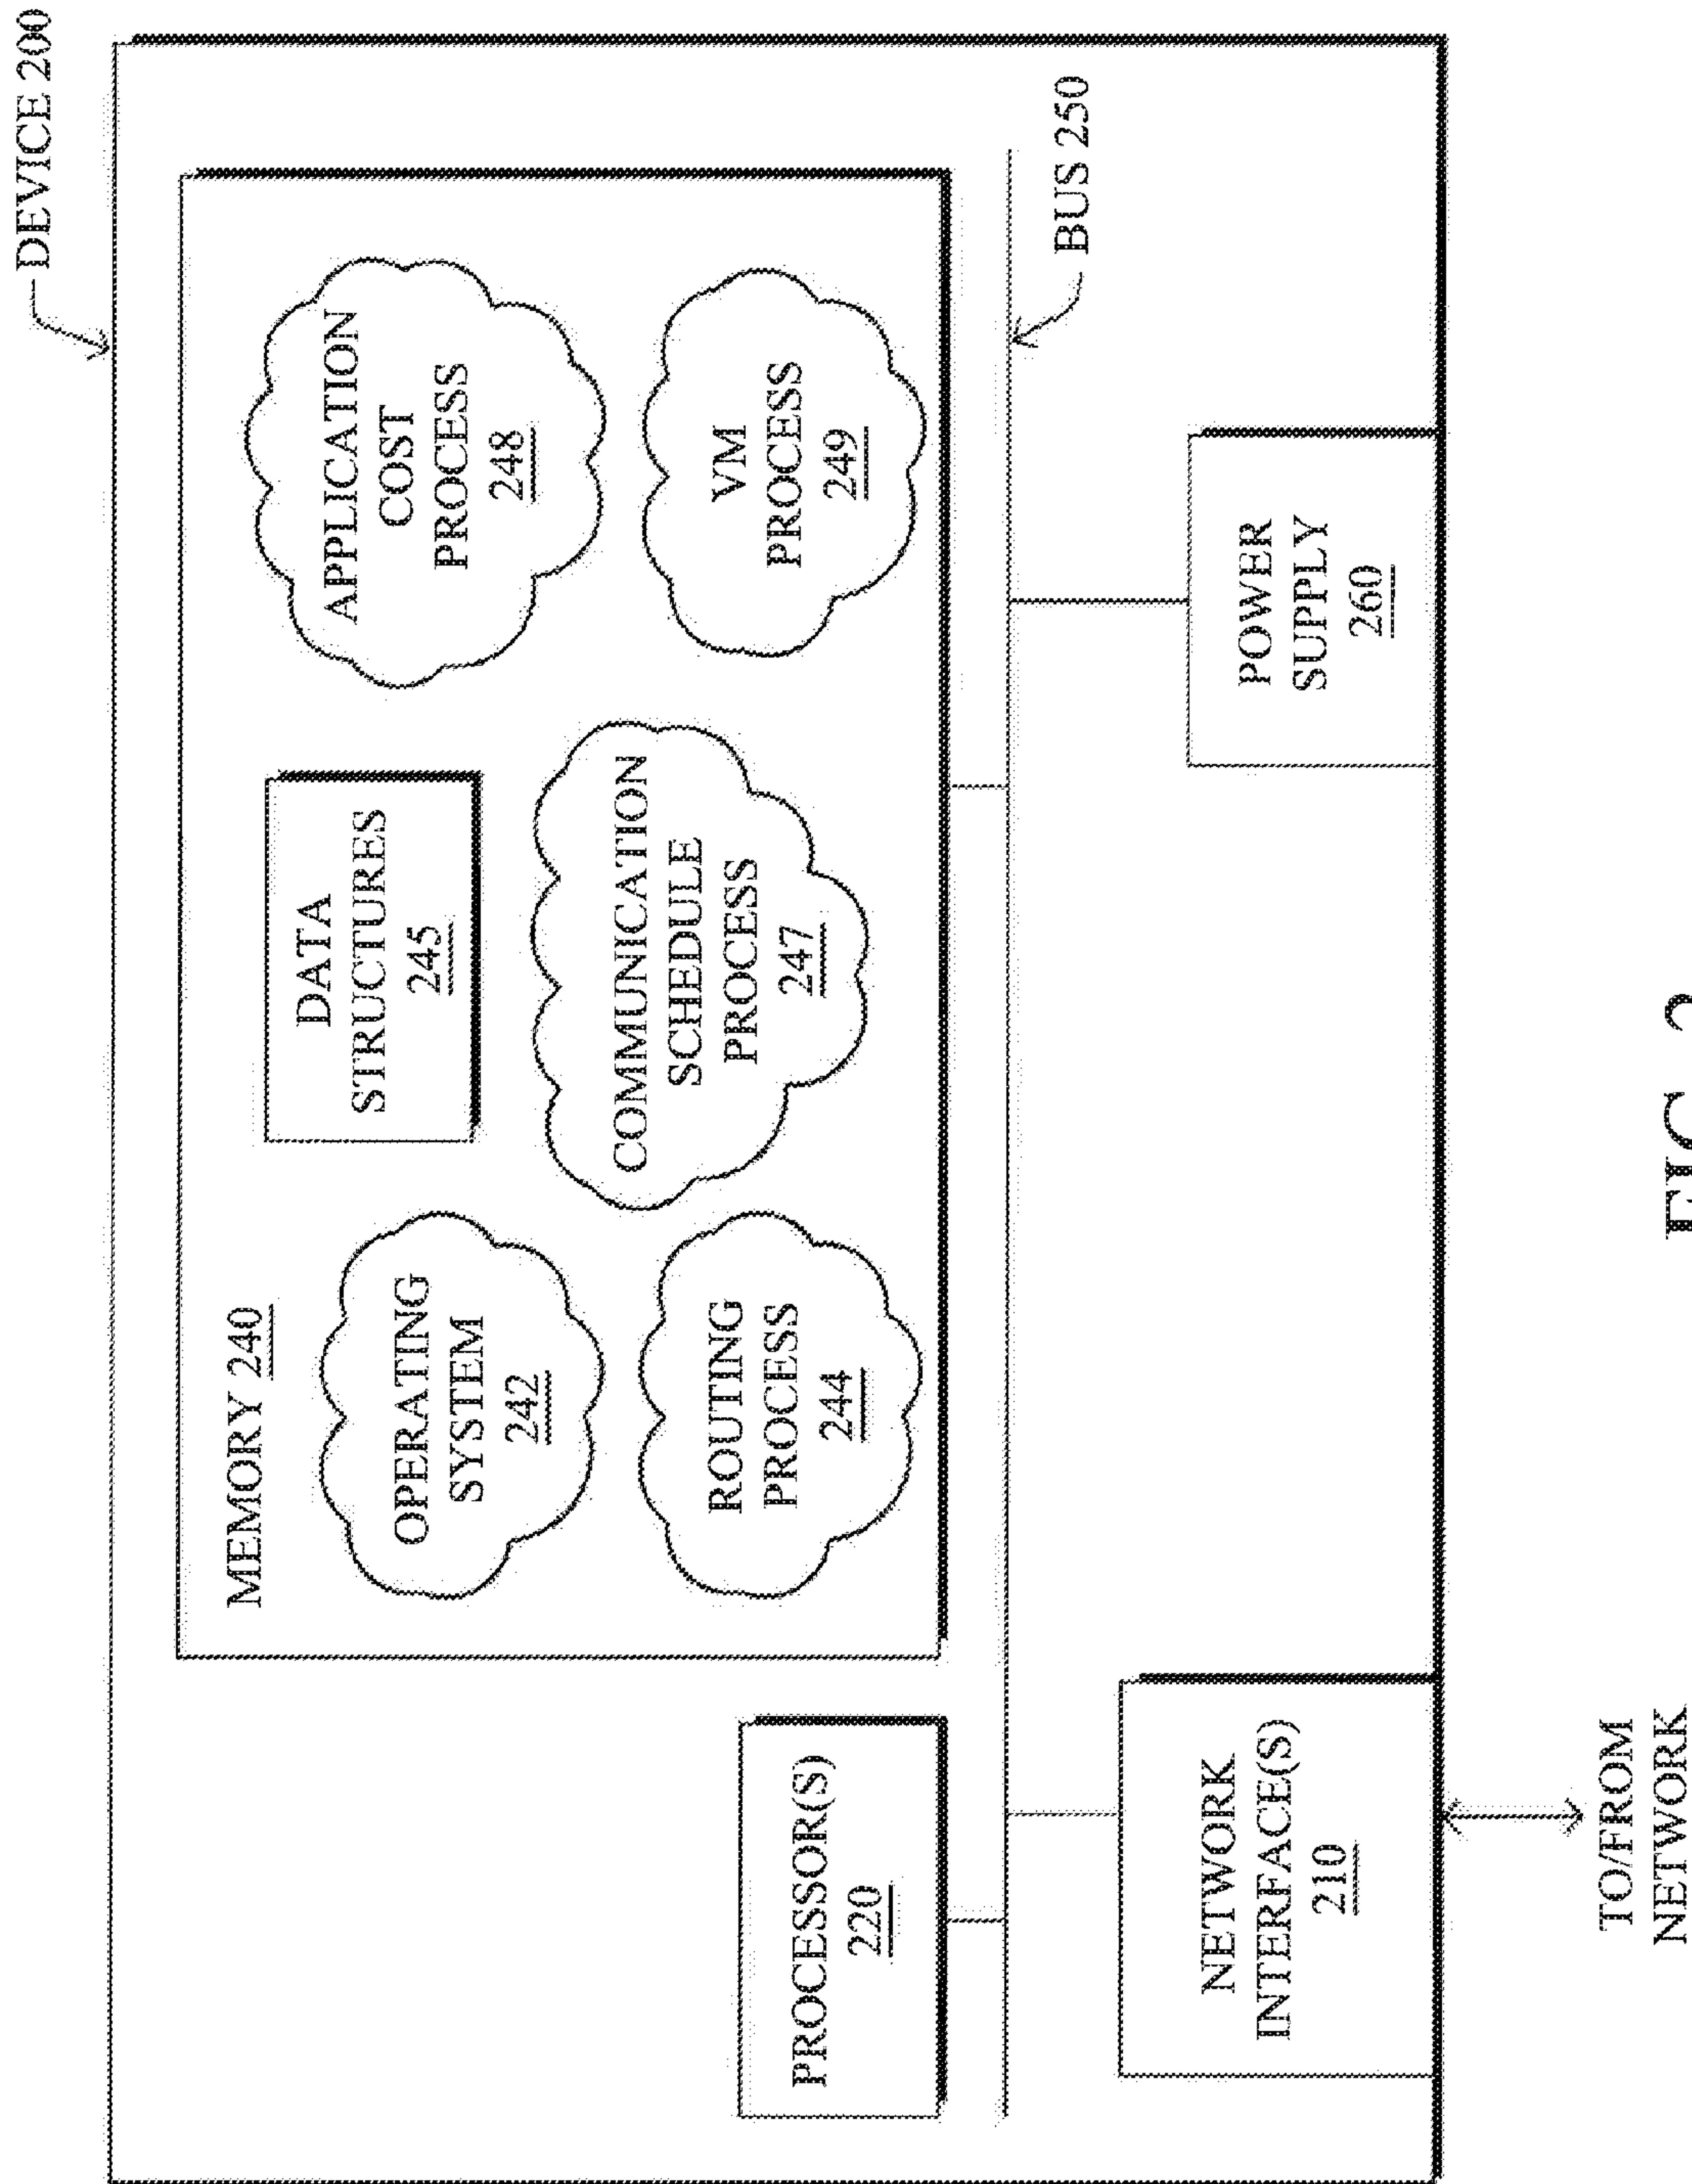 DEVICE 200
MEMORY 240
OPERATING
SYSTEM
242
ROUTING
PROCESS
244
DATA
STRUCTURES
245
COMMUNICATION
SCHEDULE
PROCESS
247
APPLICATION
COST
PROCESS
248
VM
PROCESS
249
PROCESSOR(S)
220
BUS 250
NETWORK
INTERFACE(S)
210
POWER
SUPPLY
260
TO/FROM
NETWORK
FIG